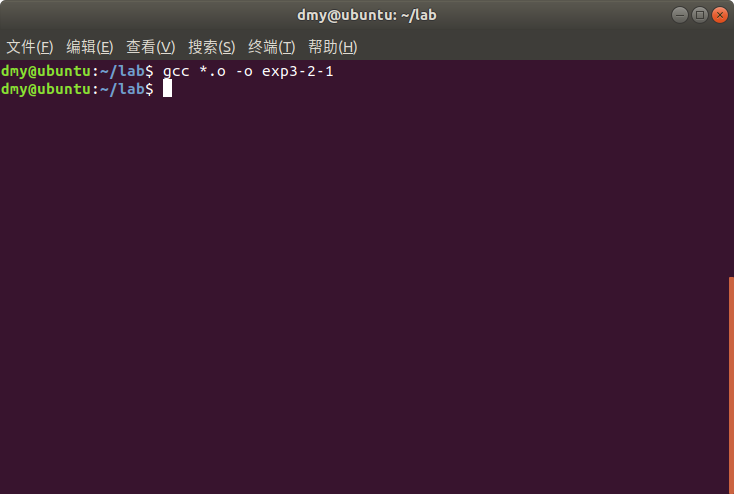 dmy@ubuntu: ~/lab
文件(F) 编辑(E) 查看(V) 搜索(S) 终端(T) 帮助(H)
dmy@ubuntu:~/lab$ gcc *.o -o exp3-2-1
dmy@ubuntu:~/lab$